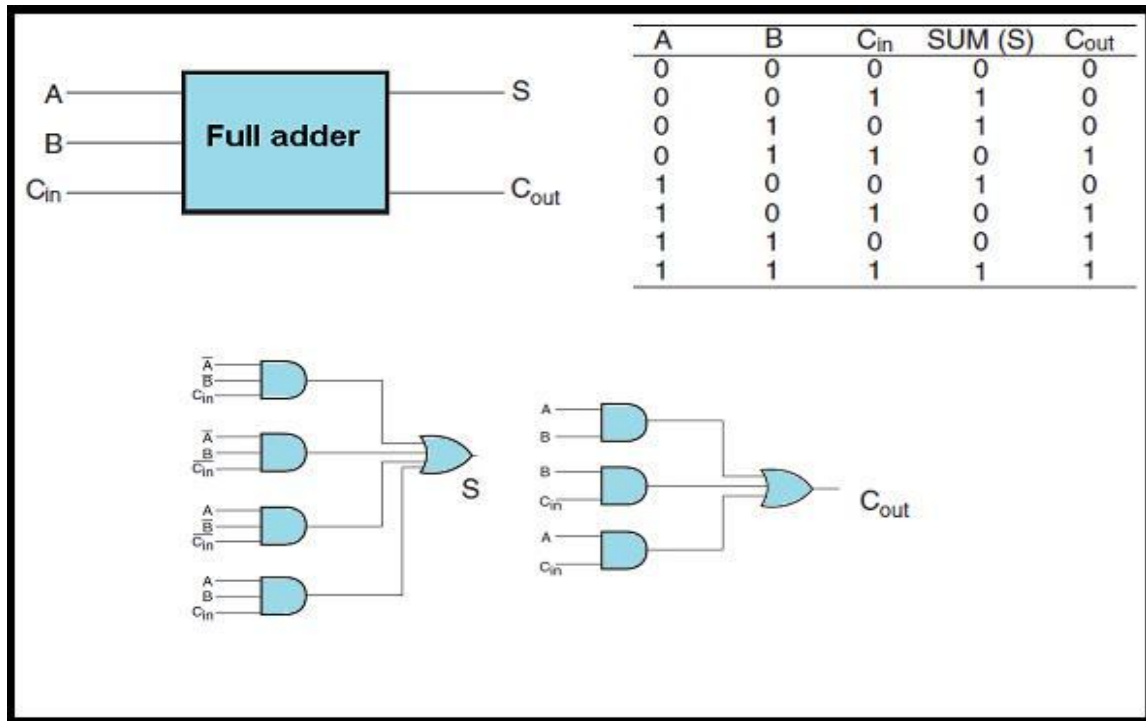 A B Cin SUM (S) Cout
0 0 0 0 0
0 0 1 1 0
0 1 0 1 0
0 1 1 0 1
1 0 0 1 0
1 0 1 0 1
1 1 0 0 1
1 1 1 1 1
A
B
Cin
Full adder
S
Cout
A̅
B̅
Cin
A̅
B
C̅i̅n̅
A
B̅
C̅i̅n̅
A
B
Cin
S
A
B
B
Cin
A
Cin
Cout